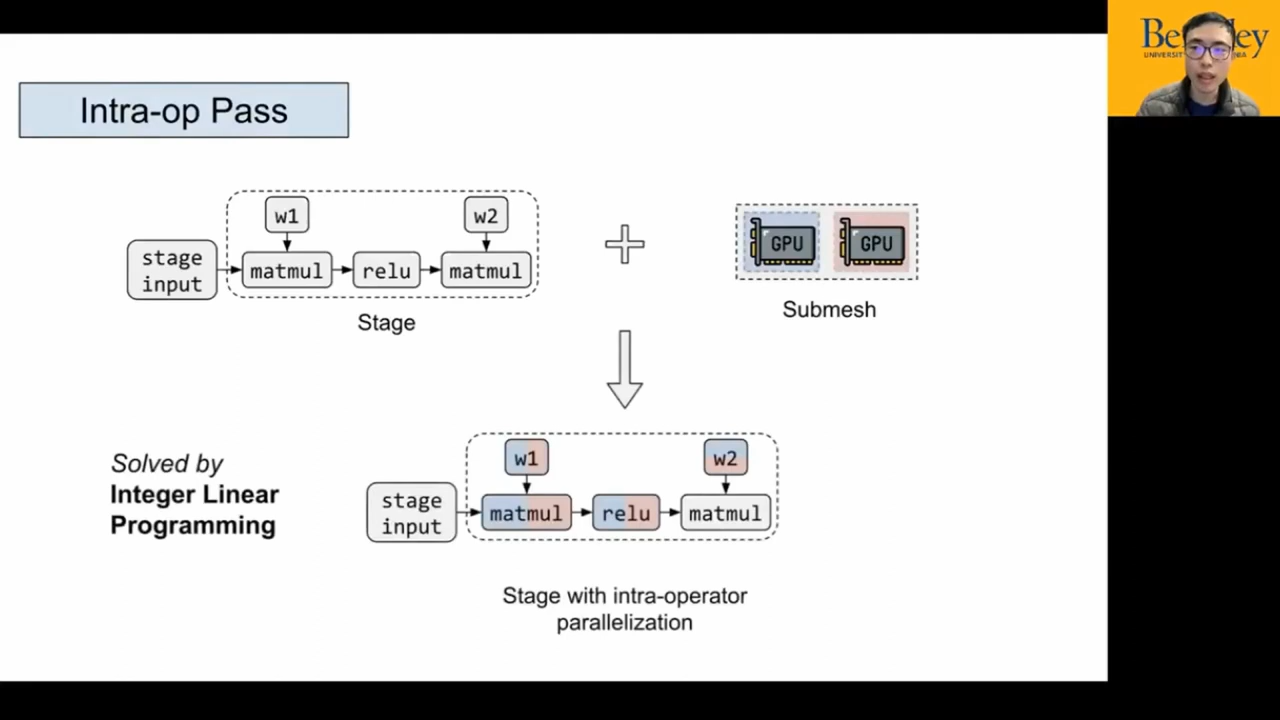 Intra-op Pass
w1
w2
stage
input
matmul
relu
matmul
Stage
GPU
GPU
Submesh
Solved by
Integer Linear
Programming
w1
w2
stage
input
matmul
relu
matmul
Stage with intra-operator
parallelization